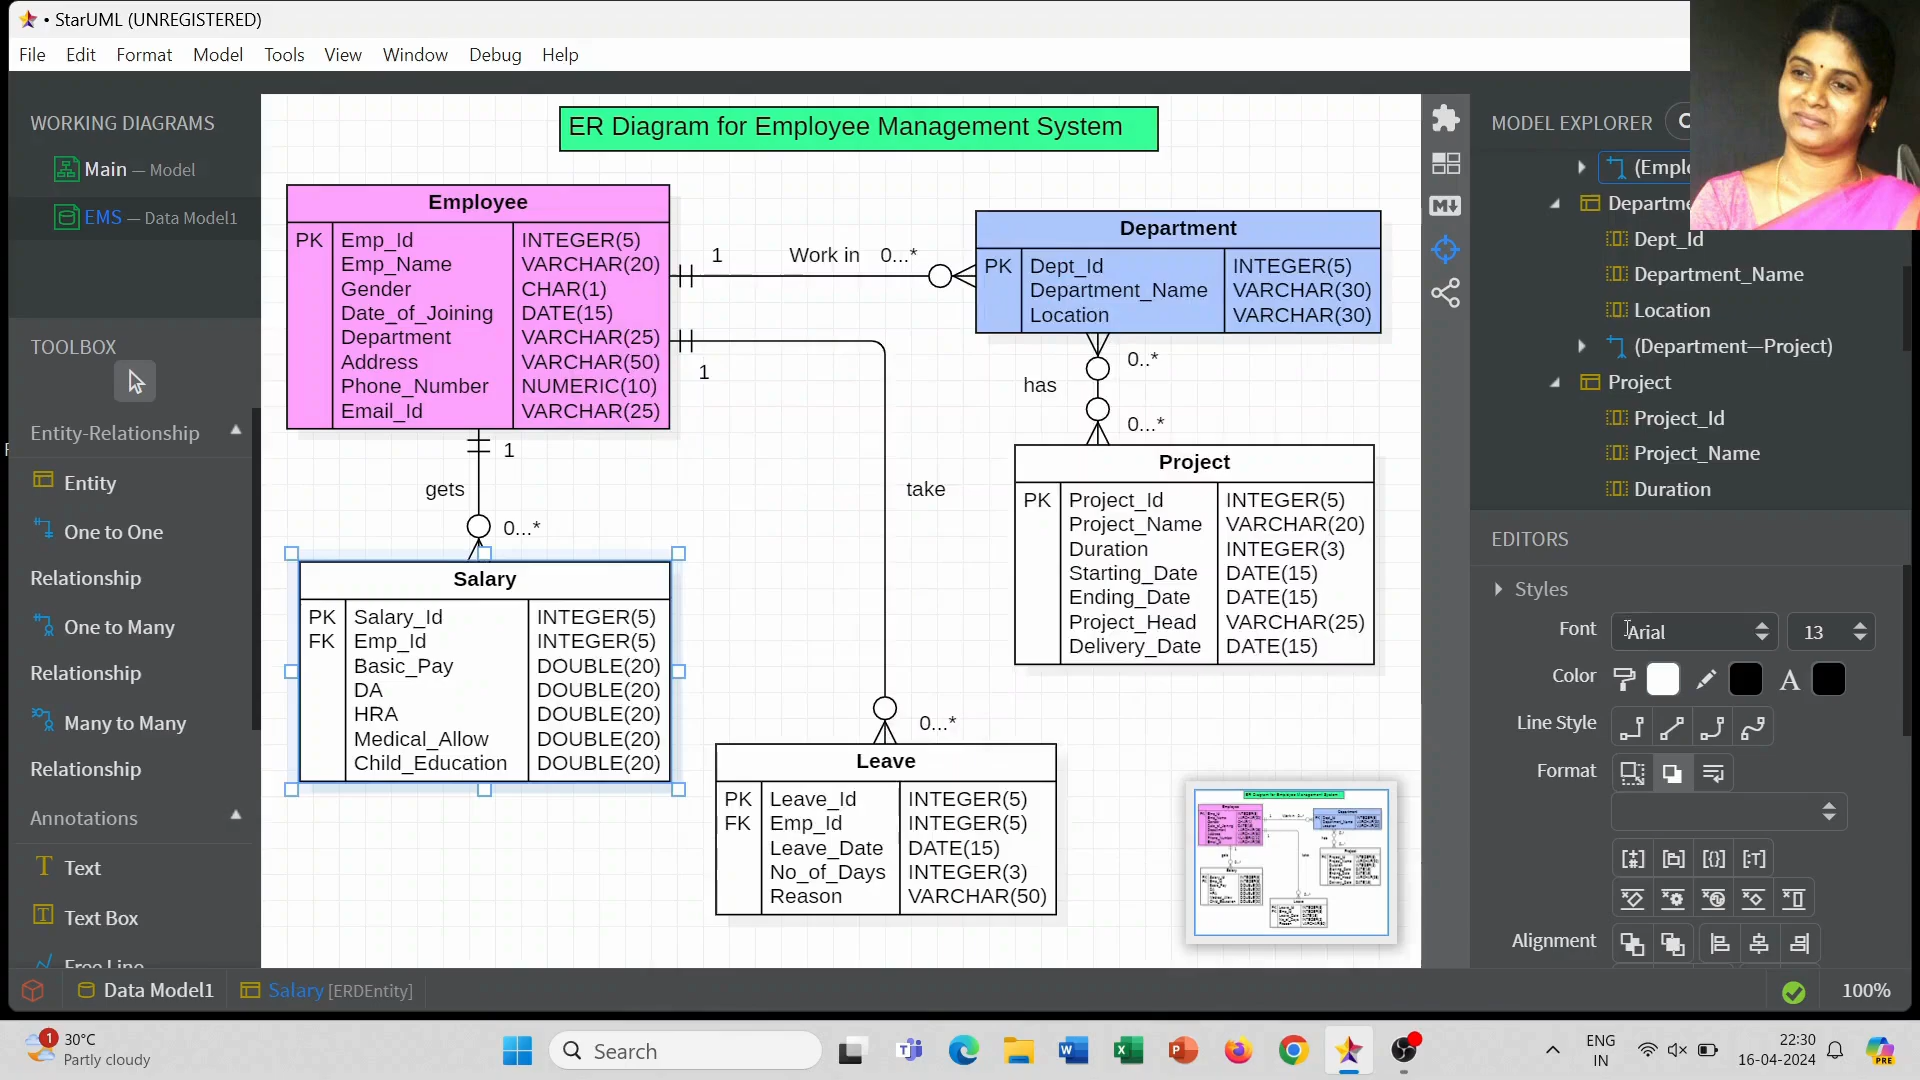 • StarUML (UNREGISTERED)
File Edit Format Model Tools View Window Debug Help
WORKING DIAGRAMS
Main — Model
EMS — Data Model1
TOOLBOX
Entity-Relationship
Entity
One to One
Relationship
One to Many
Relationship
Many to Many
Relationship
Annotations
Text
Text Box
Free Line
ER Diagram for Employee Management System
Employee
PK Emp_Id INTEGER(5)
Emp_Name VARCHAR(20)
Gender CHAR(1)
Date_of_Joining DATE(15)
Department VARCHAR(25)
Address VARCHAR(50)
Phone_Number NUMERIC(10)
Email_Id VARCHAR(25)
1 Work in 0...*
Department
PK Dept_Id INTEGER(5)
Department_Name VARCHAR(30)
Location VARCHAR(30)
1
0..*
has
0...*
1
gets
0...*
take
Project
PK Project_Id INTEGER(5)
Project_Name VARCHAR(20)
Duration INTEGER(3)
Starting_Date DATE(15)
Ending_Date DATE(15)
Project_Head VARCHAR(25)
Delivery_Date DATE(15)
Salary
PK Salary_Id INTEGER(5)
FK Emp_Id INTEGER(5)
Basic_Pay DOUBLE(20)
DA DOUBLE(20)
HRA DOUBLE(20)
Medical_Allow DOUBLE(20)
Child_Education DOUBLE(20)
0...*
Leave
PK Leave_Id INTEGER(5)
FK Emp_Id INTEGER(5)
Leave_Date DATE(15)
No_of_Days INTEGER(3)
Reason VARCHAR(50)
MODEL EXPLORER
(Emplo
Departme
Dept_Id
Department_Name
Location
(Department—Project)
Project
Project_Id
Project_Name
Duration
EDITORS
Styles
Font Arial 13
Color
Line Style
Format
Alignment
Data Model1 Salary [ERDEntity] 100%
1 30°C
Partly cloudy
Search
ENG
IN
22:30
16-04-2024
PRE